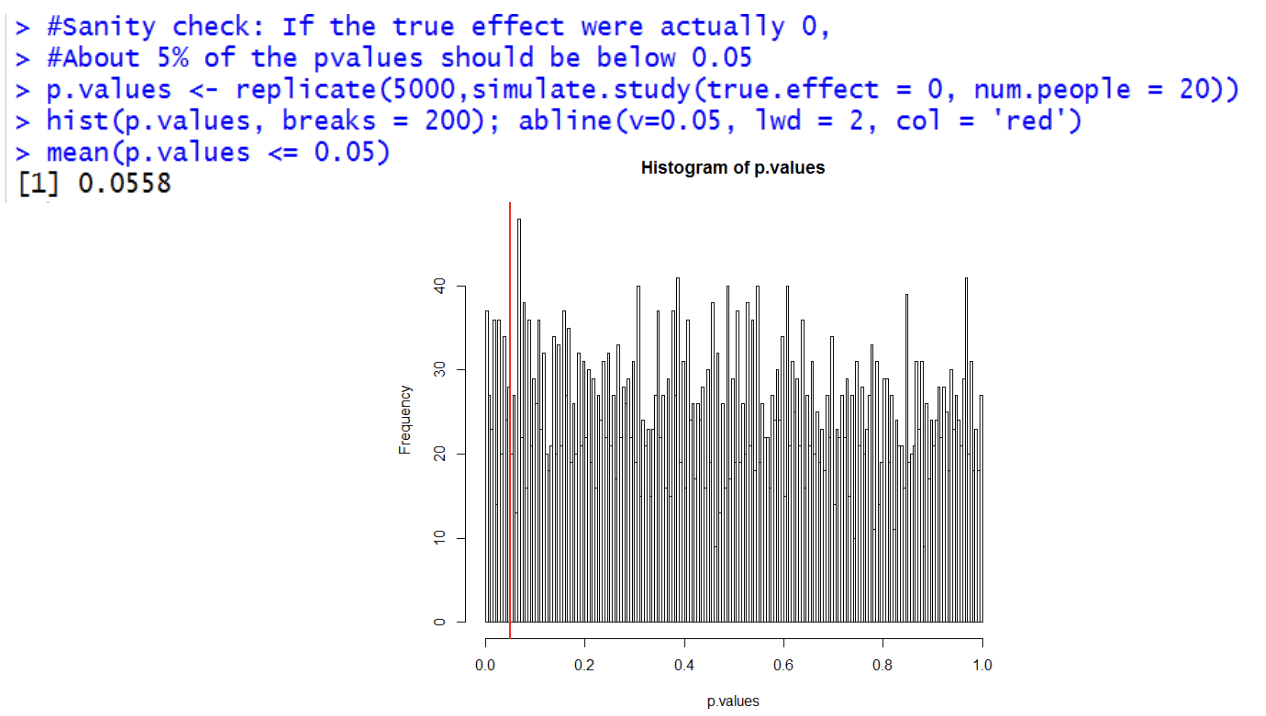 > #Sanity check: If the true effect were actually 0,
> #About 5% of the pvalues should be below 0.05
> p.values <- replicate(5000,simulate.study(true.effect = 0, num.people = 20))
> hist(p.values, breaks = 200); abline(v=0.05, lwd = 2, col = 'red')
> mean(p.values <= 0.05)
[1] 0.0558
Histogram of p.values
Frequency
40
30
20
10
0
0.0 0.2 0.4 0.6 0.8 1.0
p.values